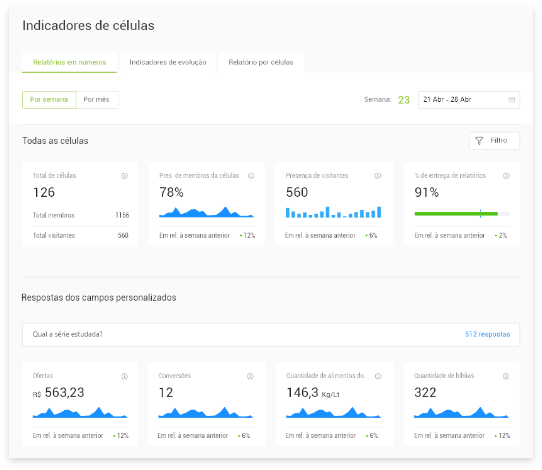 Indicadores de células
Relatórios em números Indicadores de evolução Relatório por células
Por semana Por mês Semana: 23 21 Abr - 28 Abr
Todas as células Filtro
Total de células Pres. de membros da células Presença de visitantes % de entrega de relatórios
126 78% 560 91%
Total membros 1156
Total visitantes 560 Em rel. à semana anterior 12% Em rel. à semana anterior 6% Em rel. à semana anterior 2%
Respostas dos campos personalizados
Qual a série estudada? 512 respostas
Ofertas Conversões Quantidade de alimentos do... Quantidade de bíblias
R$ 563,23 12 146,3 Kg/Lt 322
Em rel. à semana anterior 12% Em rel. à semana anterior 6% Em rel. à semana anterior 6% Em rel. à semana anterior 12%